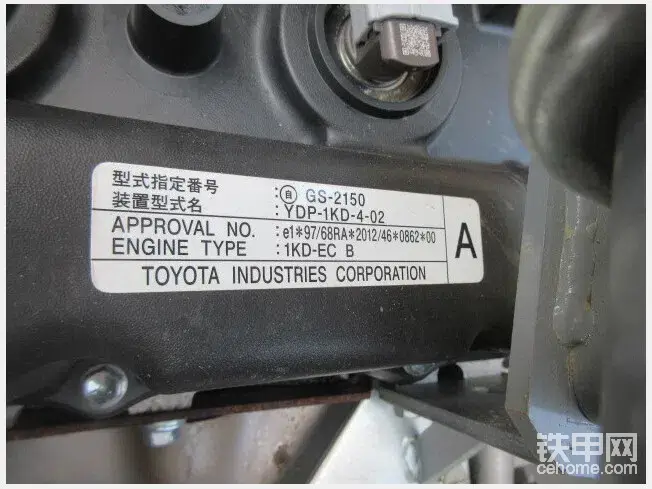 型式指定番号 :自 GS-2150
装置型式名 :YDP-1KD-4-02
APPROVAL NO. :e1*97/68RA*2012/46*0862*00
ENGINE TYPE :1KD-EC B
A
TOYOTA INDUSTRIES CORPORATION
铁甲网
cehome.com